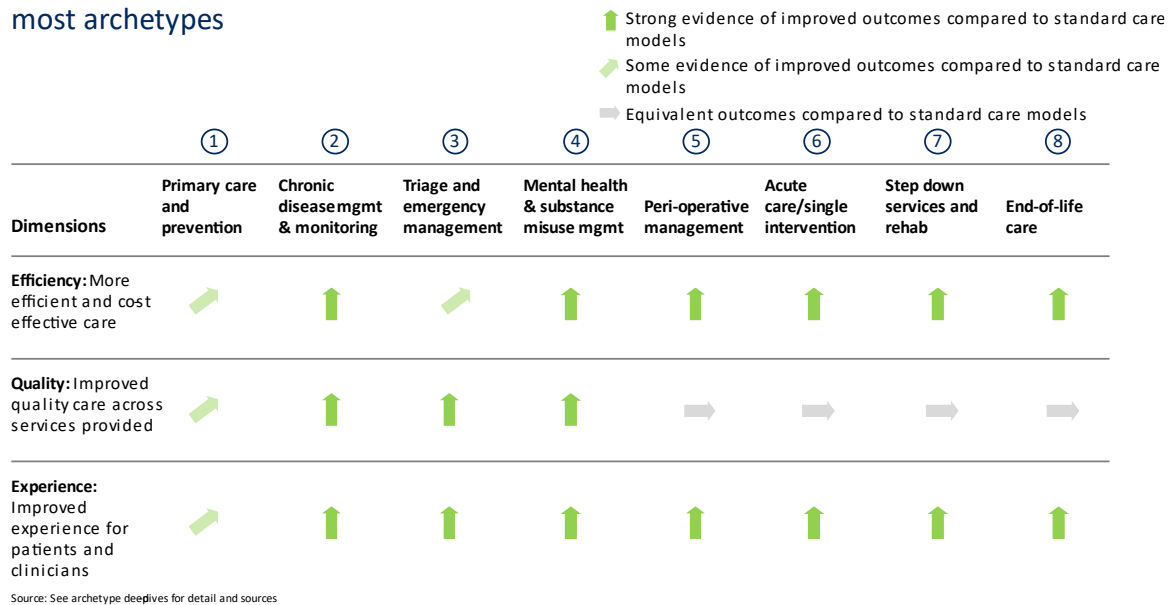 most archetypes
Strong evidence of improved outcomes compared to standard care
models
Some evidence of improved outcomes compared to standard care
models
Equivalent outcomes compared to standard care models
1 2 3 4 5 6 7 8
Dimensions
Primary care
and
prevention
Chronic
disease mgmt
& monitoring
Triage and
emergency
management
Mental health
& substance
misuse mgmt
Peri-operative
management
Acute
care/single
intervention
Step down
services and
rehab
End-of-life
care
Efficiency: More
efficient and cost
effective care
Quality: Improved
quality care across
services provided
Experience:
Improved
experience for
patients and
clinicians
Source: See archetype deepdives for detail and sources